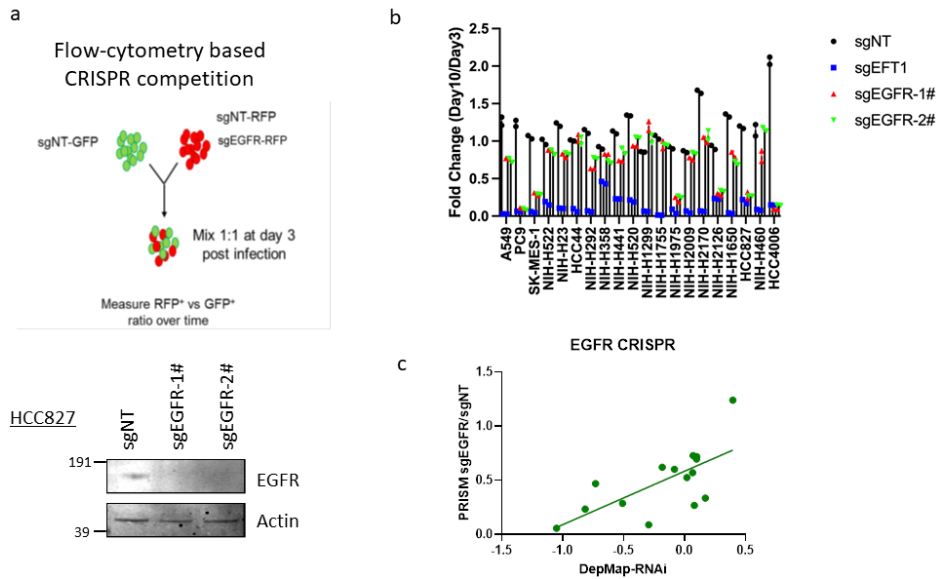 a
Flow-cytometry based
CRISPR competition
sgNT-GFP
sgNT-RFP
sgEGFR-RFP
Mix 1:1 at day 3
post infection
Measure RFP⁺ vs GFP⁺
ratio over time
HCC827
sgNT
sgEGFR-1#
sgEGFR-2#
191
EGFR
Actin
39
b
Fold Change (Day10/Day3)
2.5
2.0
1.5
1.0
0.5
0.0
A549
PC9
SK-MES-1
NIH-H522
NIH-H23
HCC44
NIH-H292
NIH-H358
NIH-H441
NIH-H520
NIH-H1299
NIH-H1755
NIH-H1975
NIH-H2009
NIH-H2170
NIH-H2126
NIH-H1650
HCC827
NIH-H460
HCC4006
sgNT
sgEFT1
sgEGFR-1#
sgEGFR-2#
c
EGFR CRISPR
PRISM sgEGFR/sgNT
1.5
1.0
0.5
0.0
-1.5
-1.0
-0.5
0.0
0.5
DepMap-RNAi